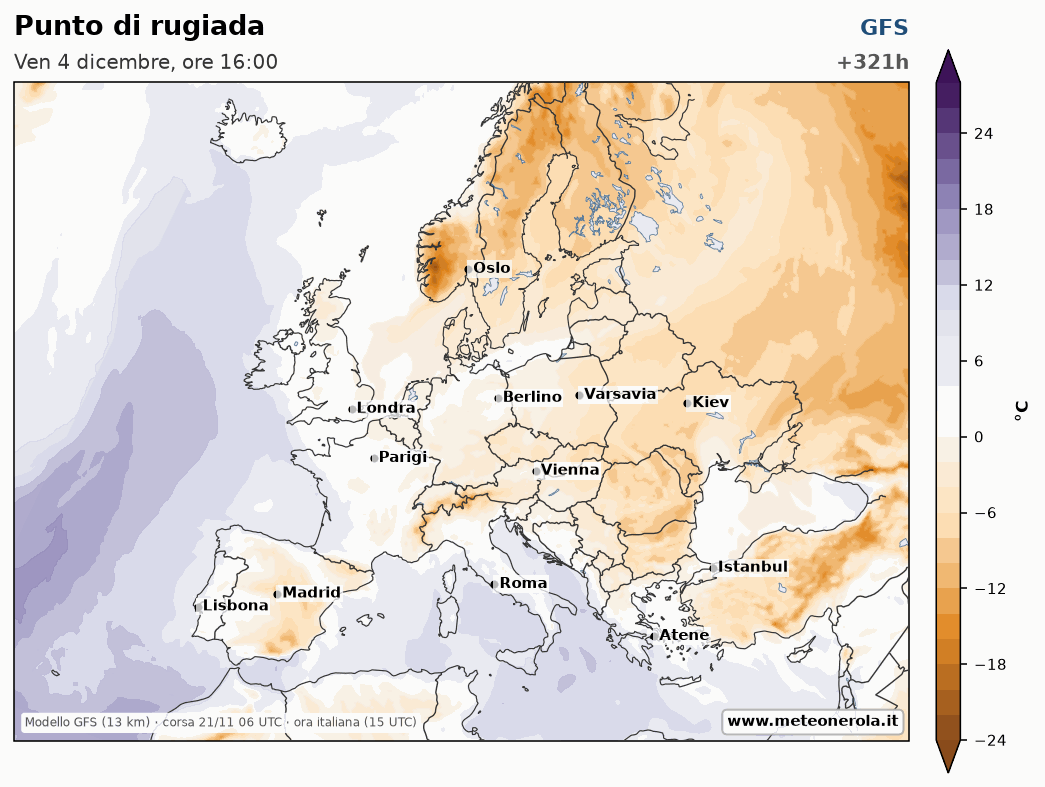 Punto di rugiada
GFS
Ven 4 dicembre, ore 16:00
+321h
24
18
12
6
0
−6
−12
−18
−24
°C
Oslo
Berlino
Varsavia
Kiev
Londra
Parigi
Vienna
Istanbul
Roma
Madrid
Lisbona
Atene
Modello GFS (13 km) · corsa 21/11 06 UTC · ora italiana (15 UTC)
www.meteonerola.it